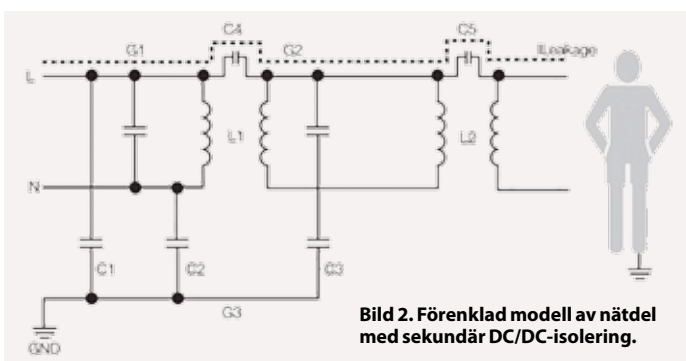 C4
C5
G1
G2
ILeakage
L
L1
L2
N
C1
C2
C3
G3
GND
Bild 2. Förenklad modell av nätdel
med sekundär DC/DC-isolering.